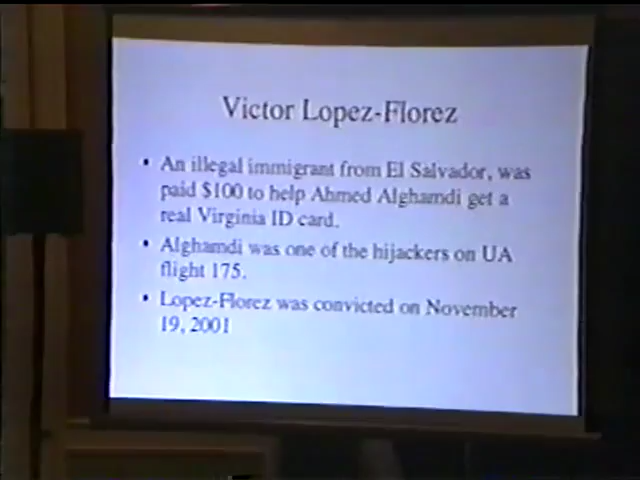 Victor Lopez-Florez
• An illegal immigrant from El Salvador, was
paid $100 to help Ahmed Alghamdi get a
real Virginia ID card.
• Alghamdi was one of the hijackers on UA
flight 175.
• Lopez-Florez was convicted on November
19, 2001